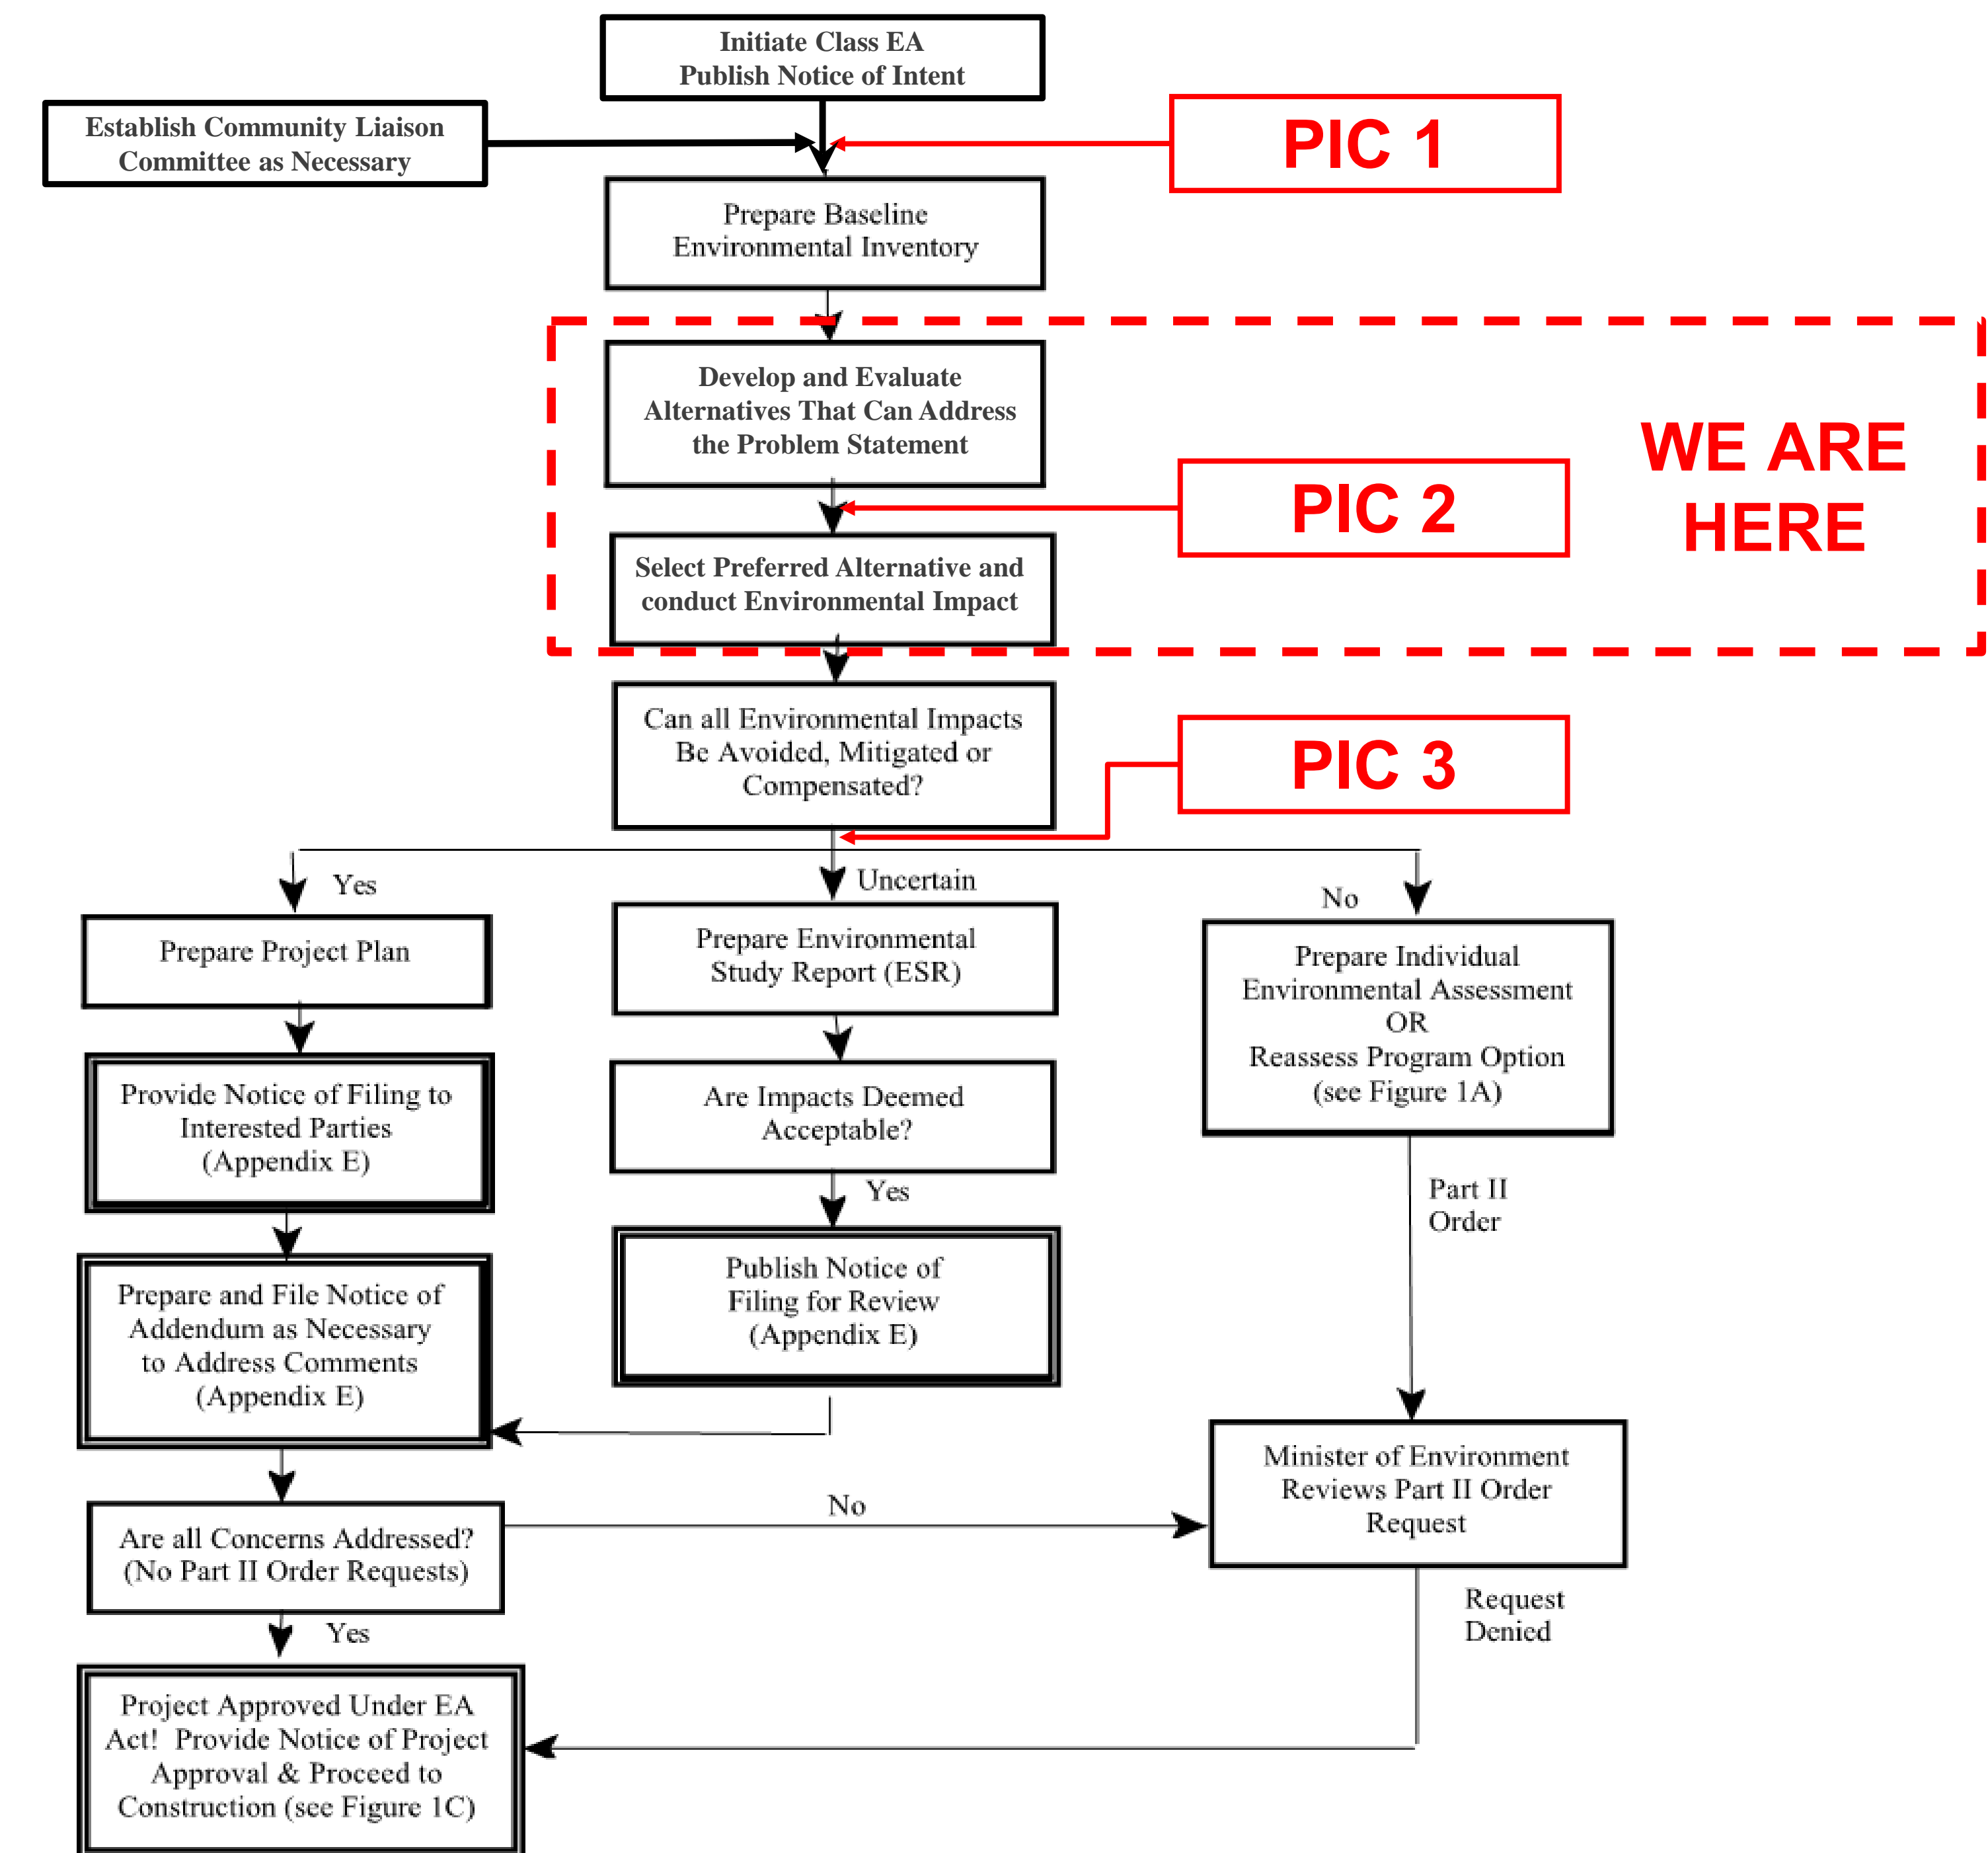 Initiate Class EA
Publish Notice of Intent
Establish Community Liaison
Committee as Necessary
PIC 1
Prepare Baseline
Environmental Inventory
Develop and Evaluate
Alternatives That Can Address
the Problem Statement
WE ARE
HERE
PIC 2
Select Preferred Alternative and
conduct Environmental Impact
Can all Environmental Impacts
Be Avoided, Mitigated or
Compensated?
PIC 3
Yes
Uncertain
No
Prepare Project Plan
Prepare Environmental
Study Report (ESR)
Prepare Individual
Environmental Assessment
OR
Reassess Program Option
(see Figure 1A)
Provide Notice of Filing to
Interested Parties
(Appendix E)
Are Impacts Deemed
Acceptable?
Yes
Part II
Order
Prepare and File Notice of
Addendum as Necessary
to Address Comments
(Appendix E)
Publish Notice of
Filing for Review
(Appendix E)
Minister of Environment
Reviews Part II Order
Request
Are all Concerns Addressed?
(No Part II Order Requests)
No
Yes
Request
Denied
Project Approved Under EA
Act! Provide Notice of Project
Approval & Proceed to
Construction (see Figure 1C)